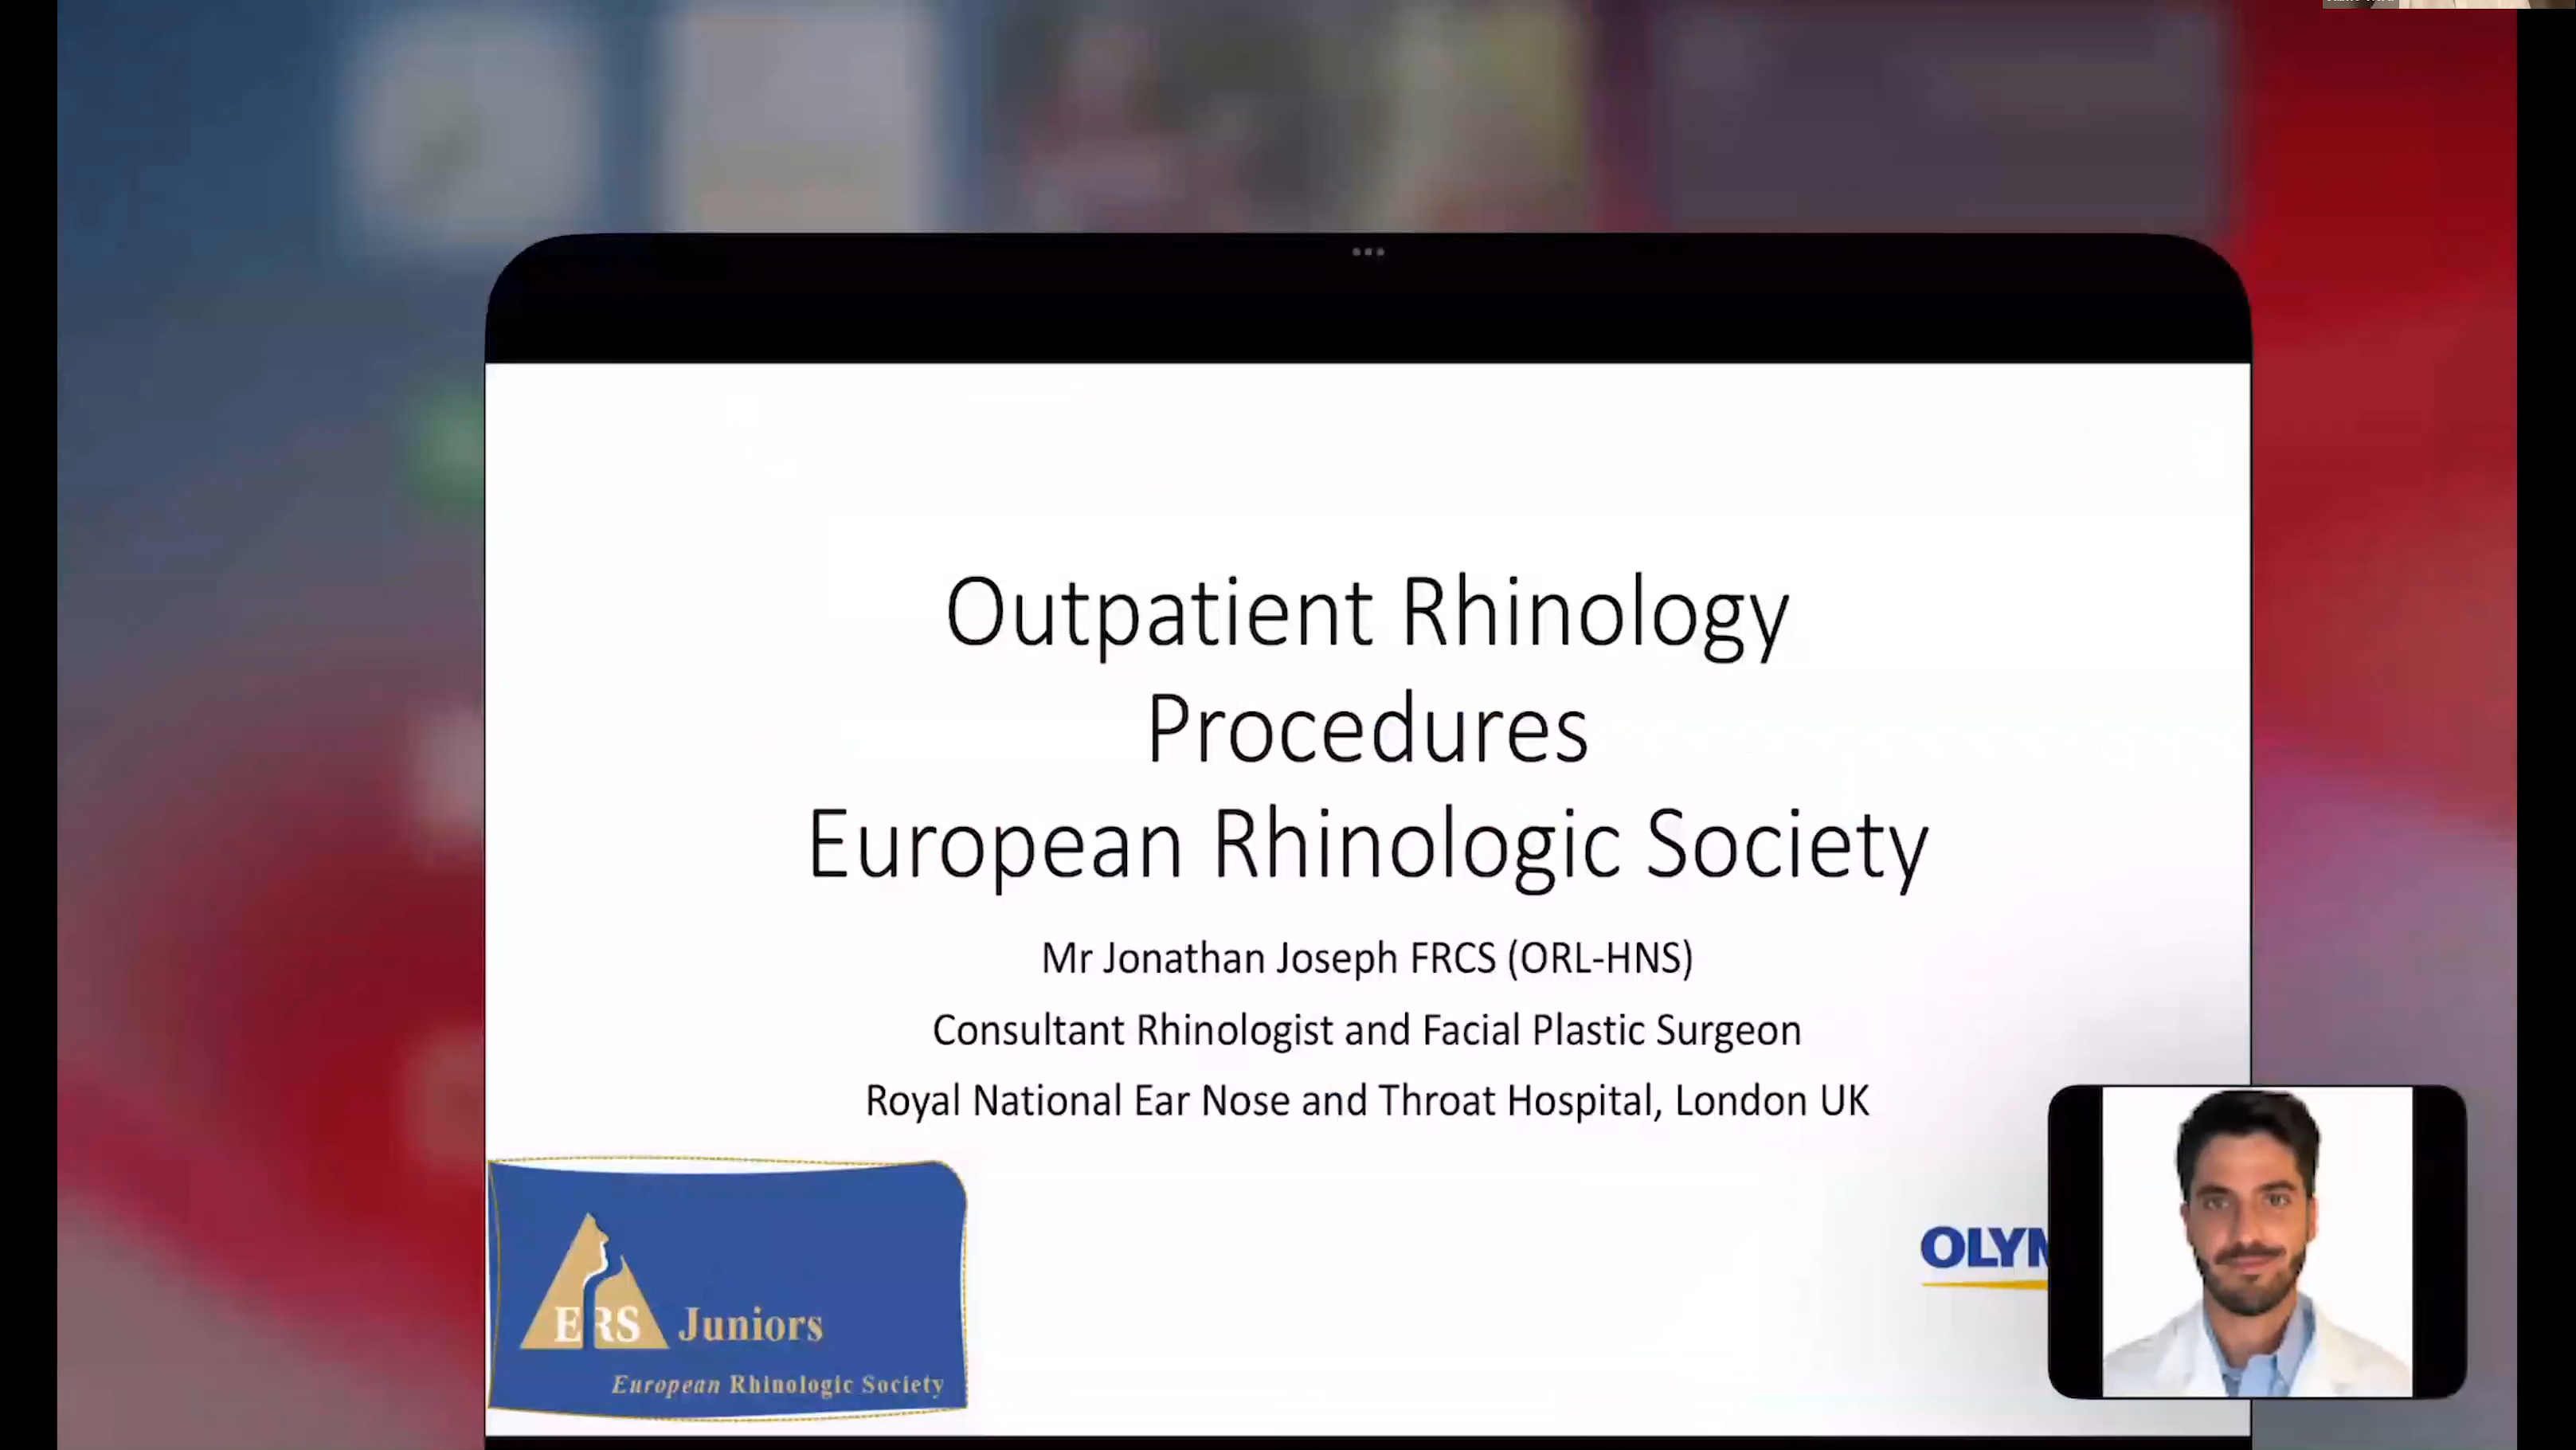 Outpatient Rhinology
Procedures
European Rhinologic Society
Mr Jonathan Joseph FRCS (ORL-HNS)
Consultant Rhinologist and Facial Plastic Surgeon
Royal National Ear Nose and Throat Hospital, London UK
ERS Juniors
European Rhinologic Society